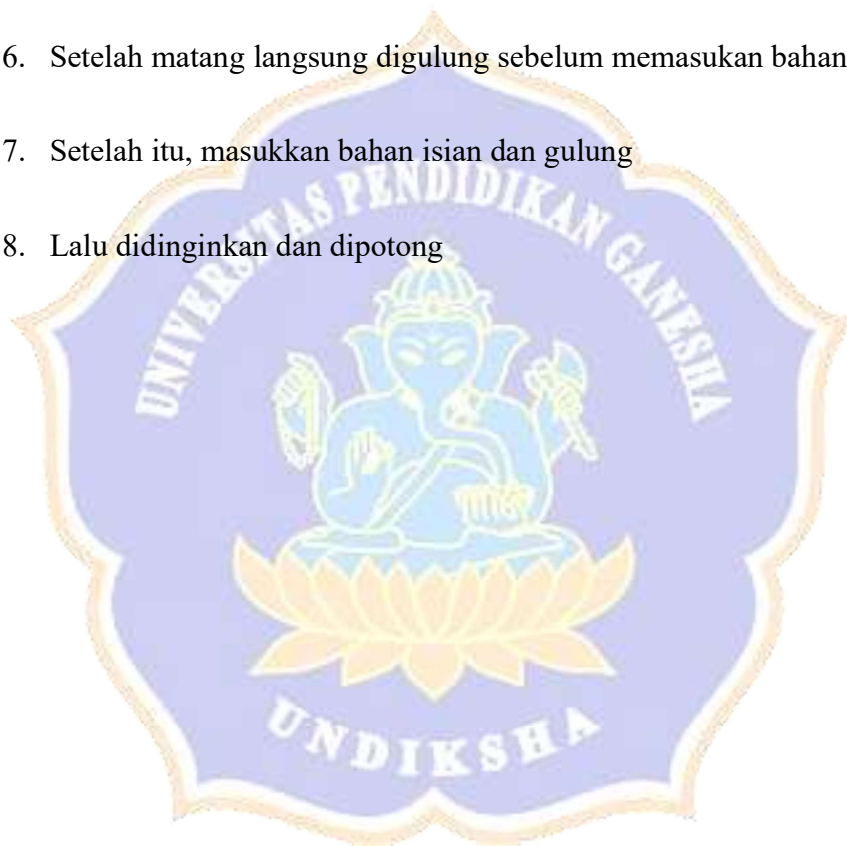 6. Setelah matang langsung digulung sebelum memasukan bahan
7. Setelah itu, masukkan bahan isian dan gulung
8. Lalu didinginkan dan dipotong
UNIVERSITAS PENDIDIKAN GANESHA
UNDIKSHA